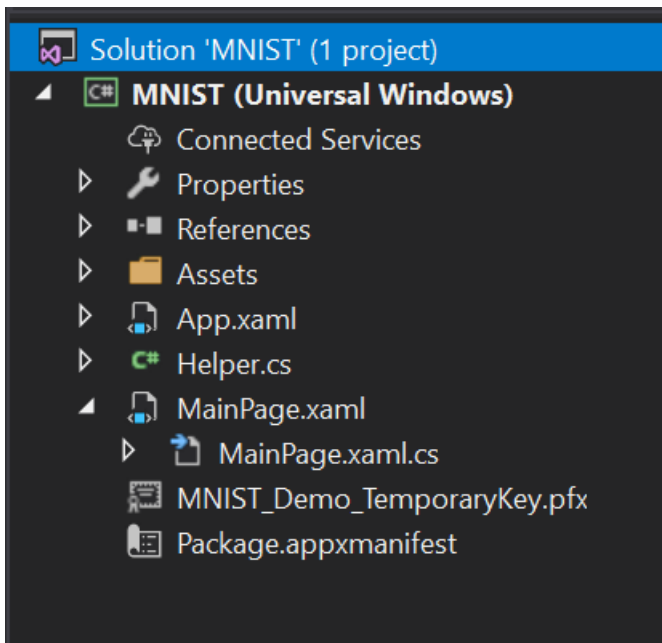 Solution 'MNIST' (1 project)
C# MNIST (Universal Windows)
Connected Services
Properties
References
Assets
App.xaml
C# Helper.cs
MainPage.xaml
MainPage.xaml.cs
MNIST_Demo_TemporaryKey.pfx
Package.appxmanifest